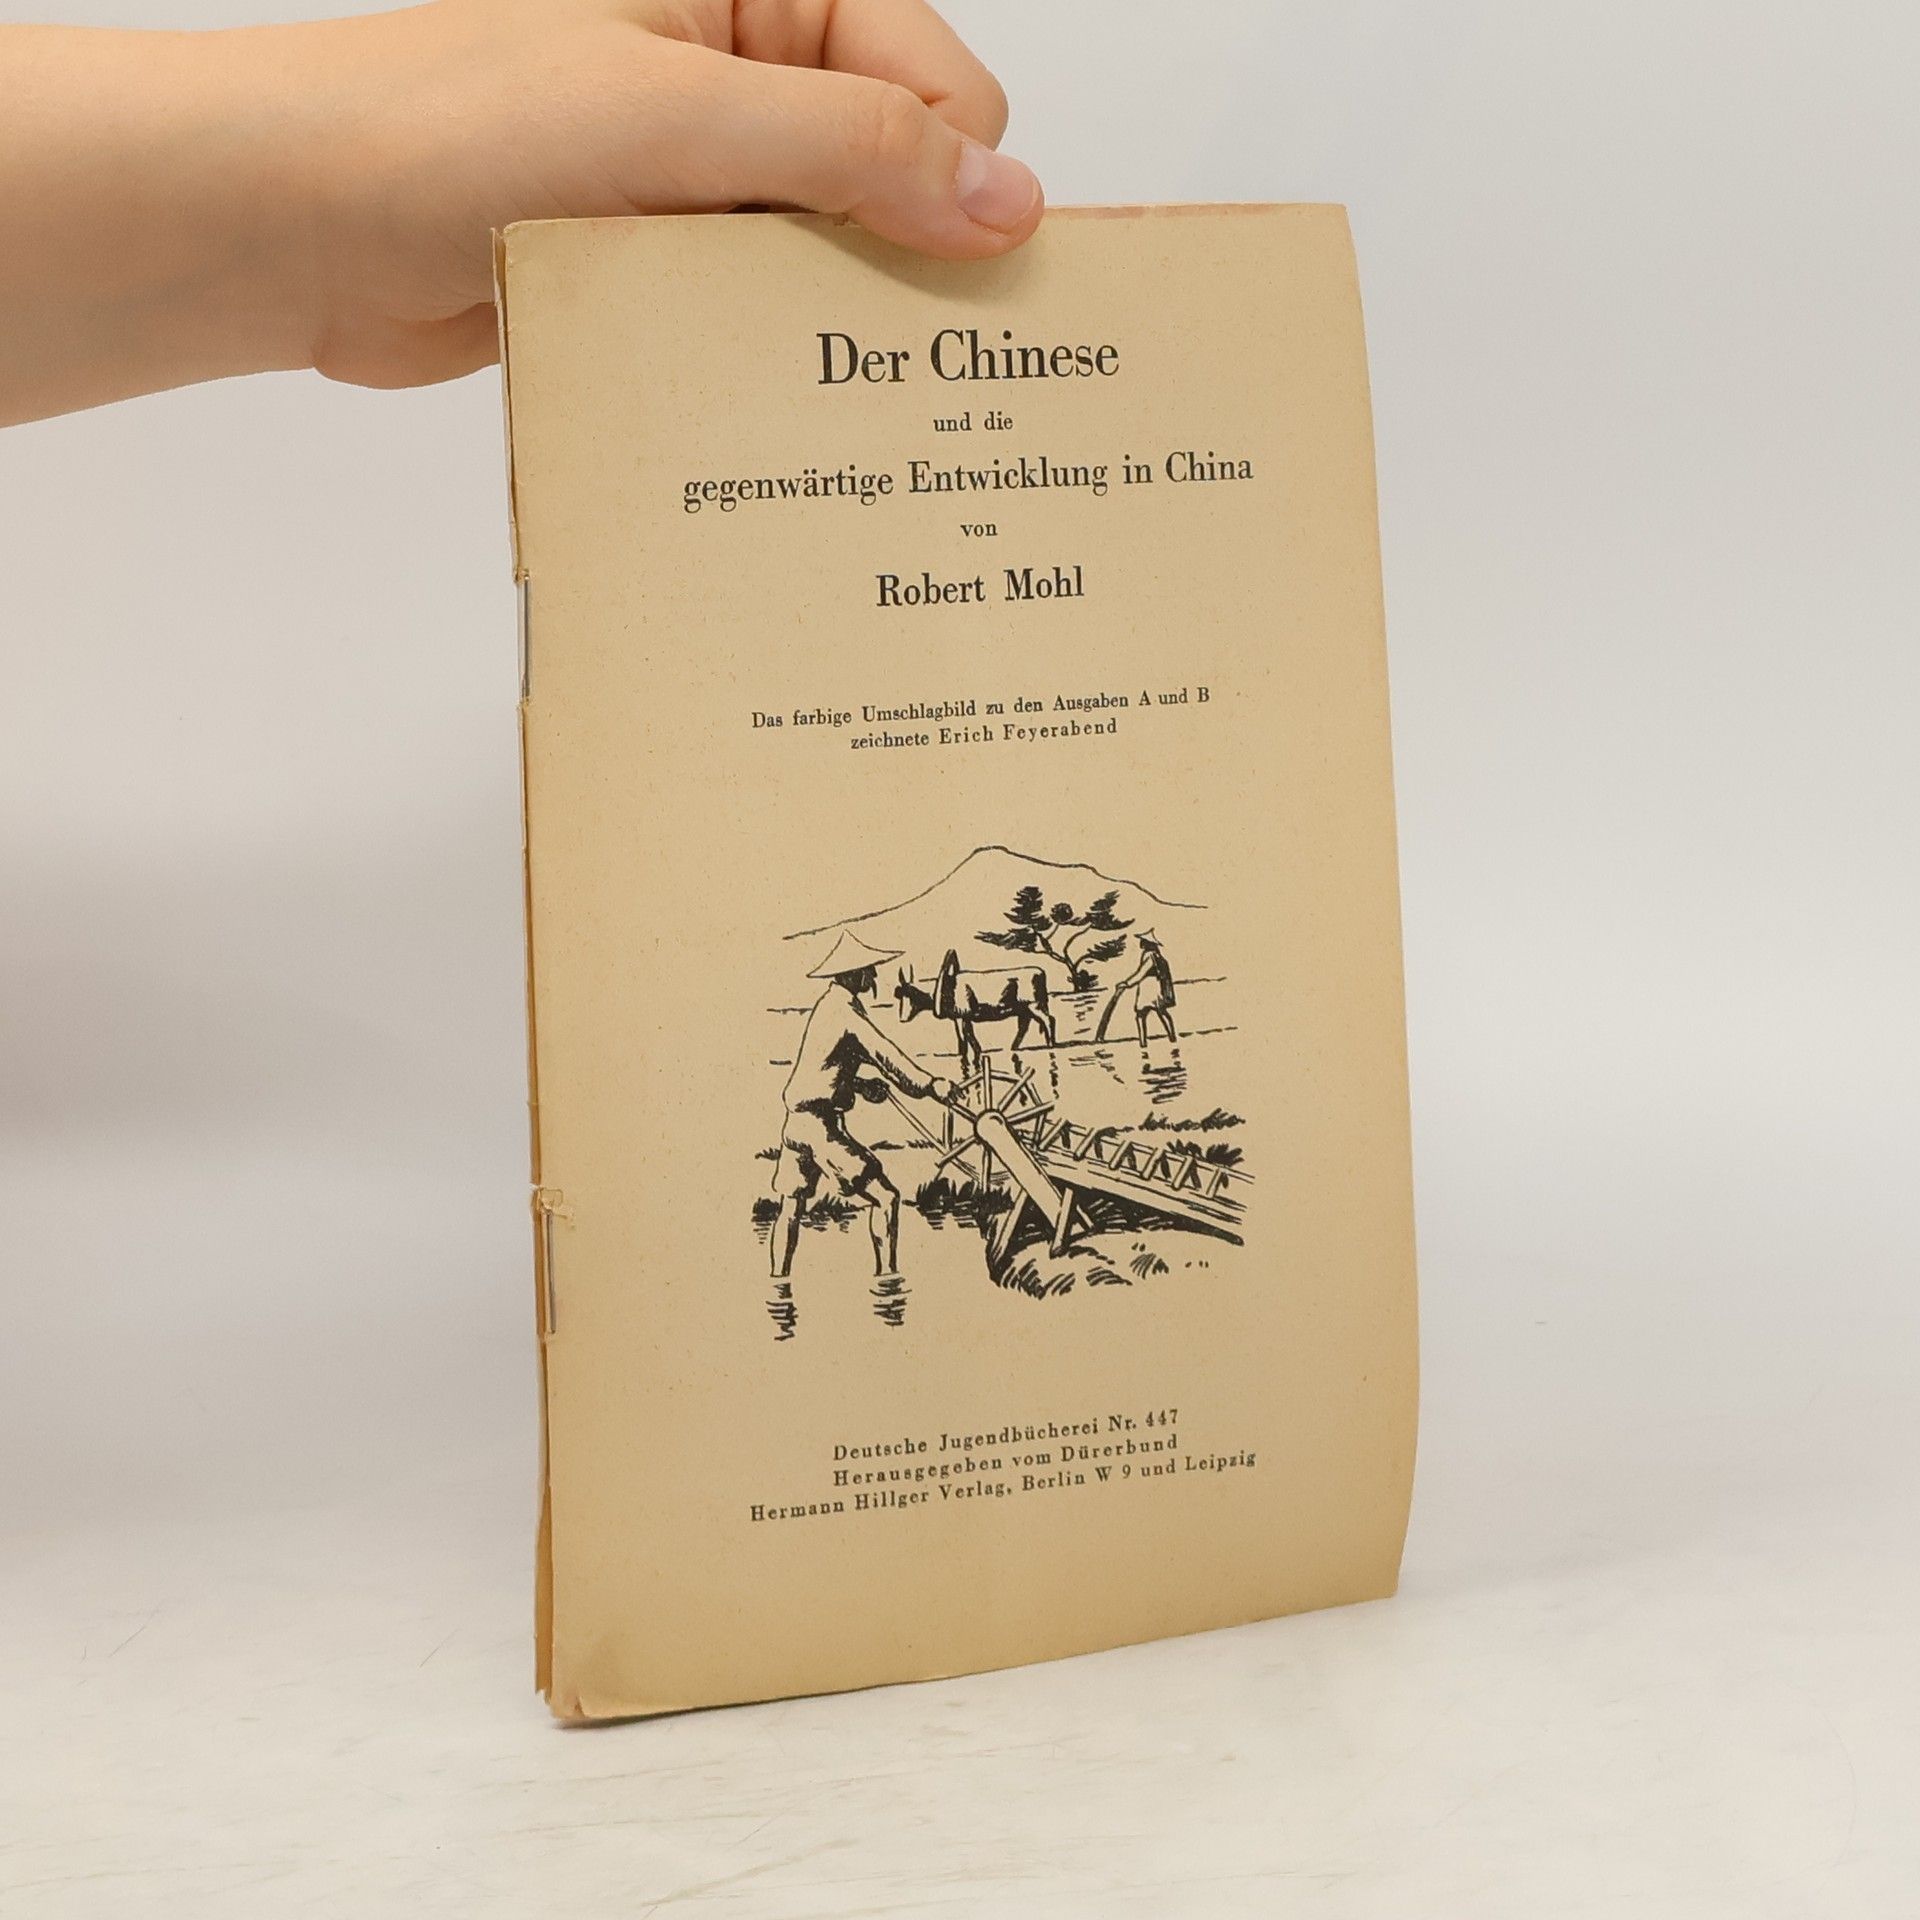 Der Chinese
und die
gegenwärtige Entwicklung in China
von
Robert Mohl
Das farbige Umschlagbild zu den Ausgaben A und B
zeichnete Erich Feyerabend
Deutsche Jugendbücherei Nr. 447
Herausgegeben vom Dürerbund
Hermann Hillger Verlag, Berlin W 9 und Leipzig